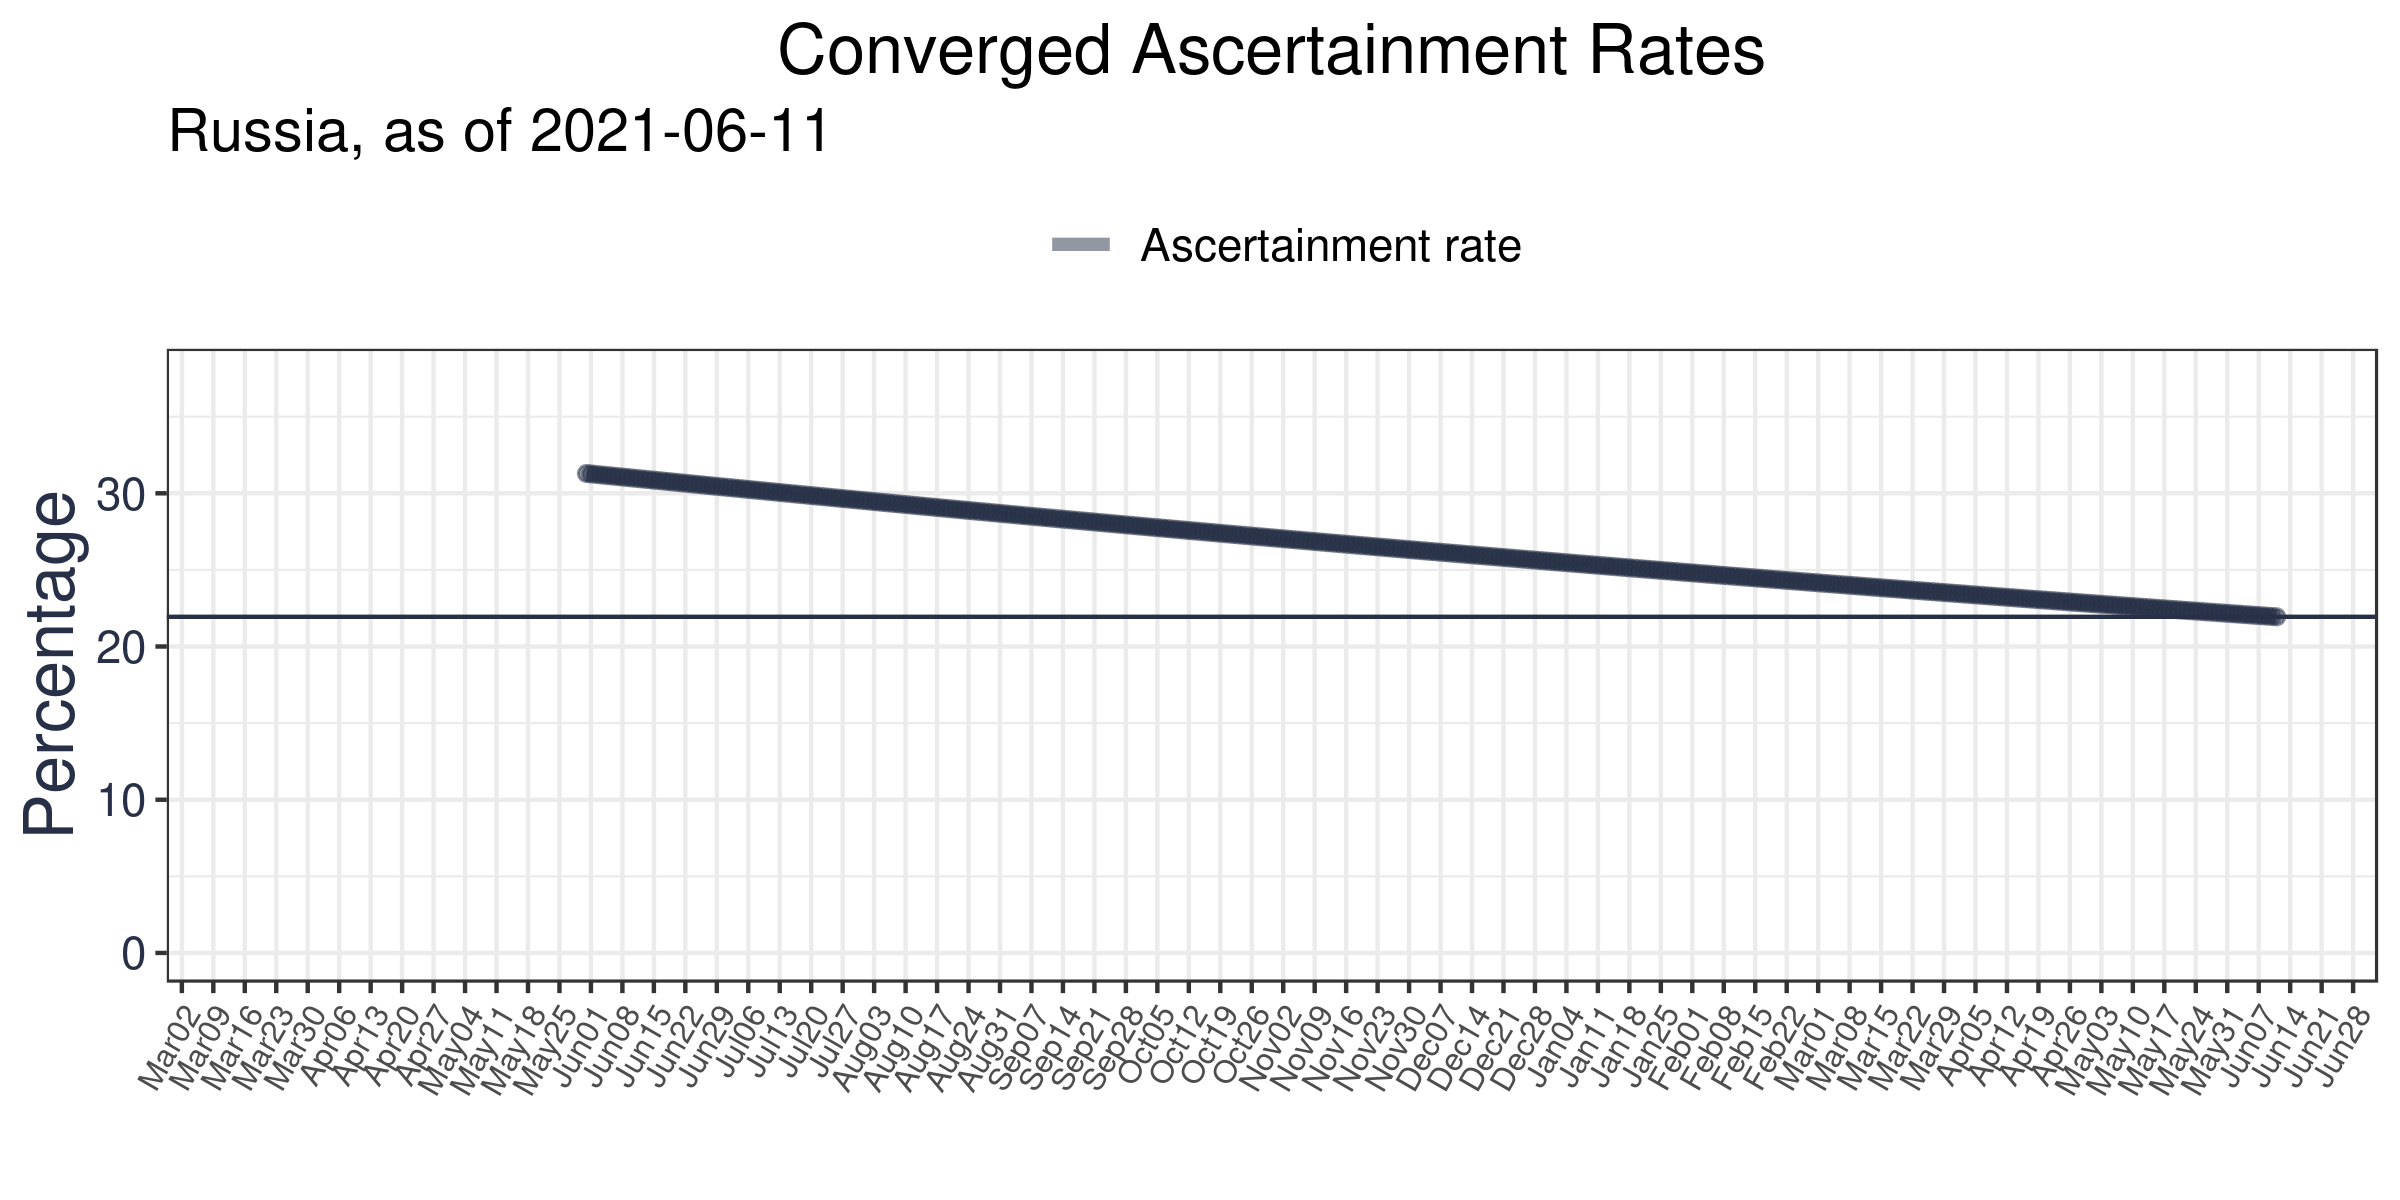 Converged Ascertainment Rates
Russia, as of 2021-06-11
Ascertainment rate
Percentage
30
20
10
0
Mar02 Mar09 Mar16 Mar23 Mar30 Apr06 Apr13 Apr20 Apr27 May04 May11 May18 May25 Jun01 Jun08 Jun15 Jun22 Jun29 Jul06 Jul13 Jul20 Jul27 Aug03 Aug10 Aug17 Aug24 Aug31 Sep07 Sep14 Sep21 Sep28 Oct05 Oct12 Oct19 Oct26 Nov02 Nov09 Nov16 Nov23 Nov30 Dec07 Dec14 Dec21 Dec28 Jan04 Jan11 Jan18 Jan25 Feb01 Feb08 Feb15 Feb22 Mar01 Mar08 Mar15 Mar22 Mar29 Apr05 Apr12 Apr19 Apr26 May03 May10 May17 May24 May31 Jun07 Jun14 Jun21 Jun28